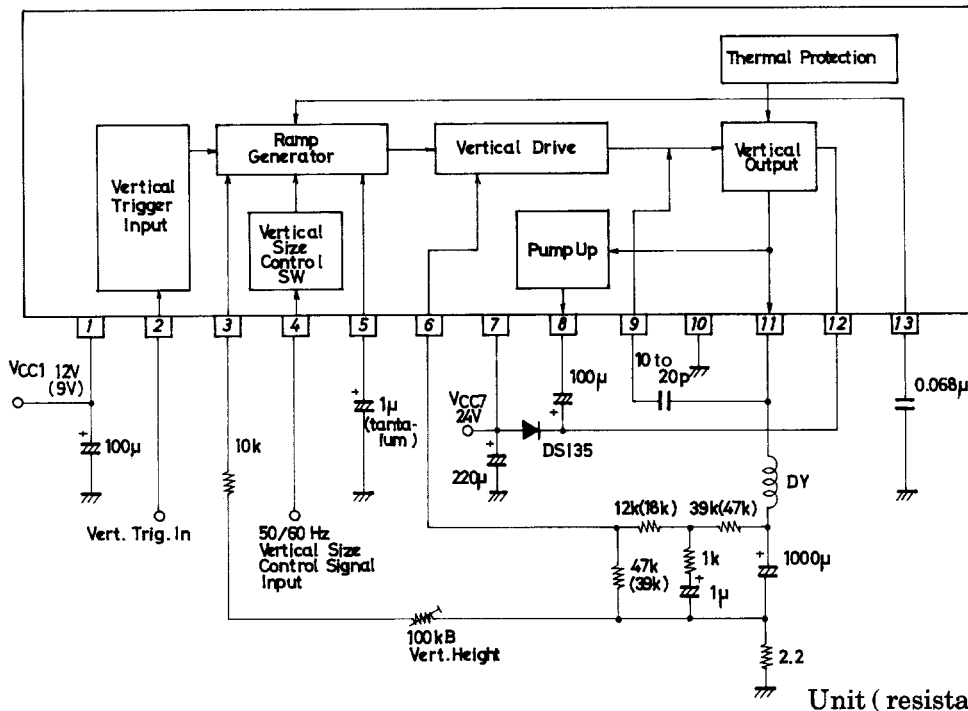 Thermal Protection
Ramp
Generator
Vertical Drive
Vertical
Output
Vertical
Trigger
Input
Vertical
Size
Control
SW
Pump Up
1
2
3
4
5
6
7
8
9
10
11
12
13
VCC1 12V
(9V)
100μ
Vert. Trig. In
10k
50/60 Hz
Vertical Size
Control Signal
Input
1μ
(tanta-
lum)
VCC7
24V
220μ
DS135
100μ
10 to
20p
0.068μ
DY
12k(18k)
39k(47k)
47k
(39k)
1k
1μ
1000μ
100kB
Vert. Height
2.2
Unit ( resista